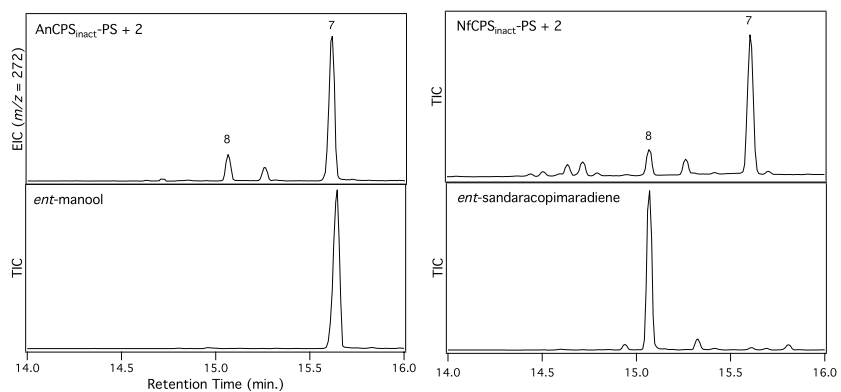 AnCPSinact-PS + 2
7
8
EIC (m/z = 272)
ent-manool
TIC
14.0 14.5 15.0 15.5 16.0
Retention Time (min.)
NfCPSinact-PS + 2
7
8
TIC
ent-sandaracopimaradiene
TIC
14.0 14.5 15.0 15.5 16.0